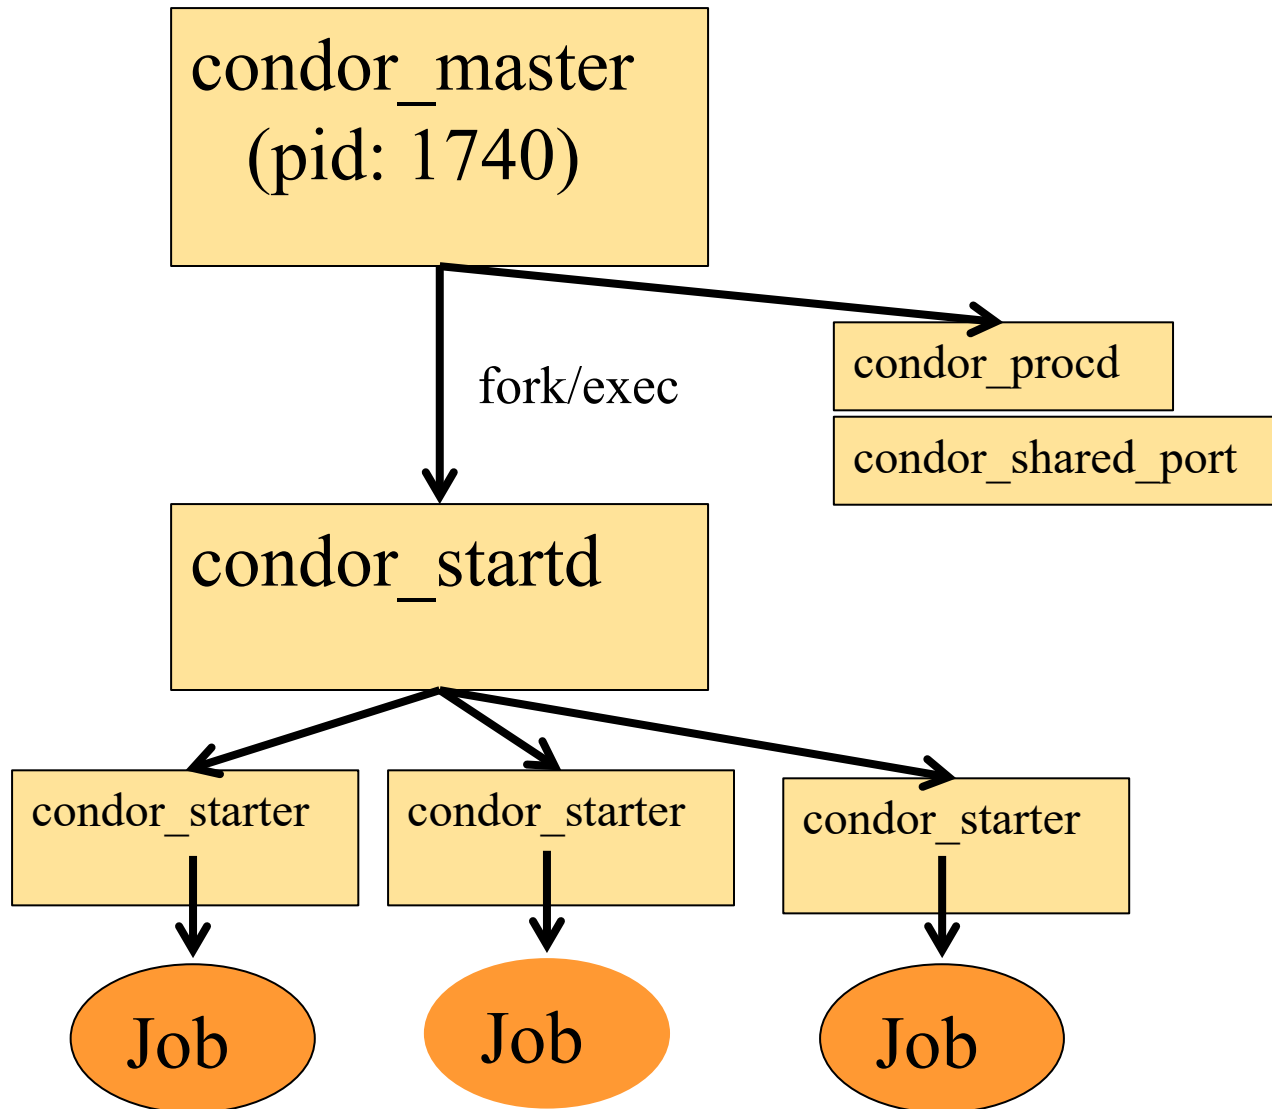 condor_master
(pid: 1740)
condor_procd
fork/exec
condor_shared_port
condor_startd
condor_starter
condor_starter
condor_starter
Job
Job
Job